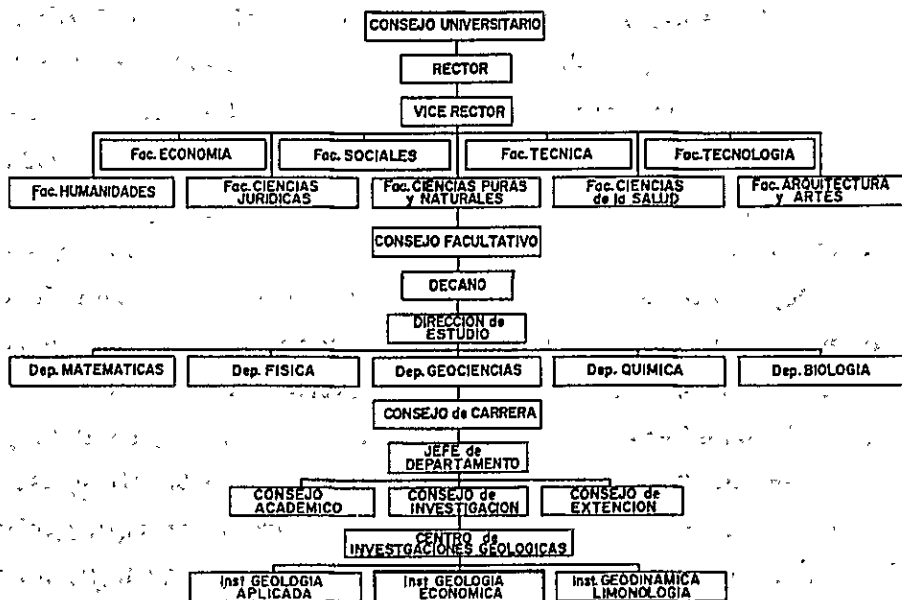 CONSEJO UNIVERSITARIO
RECTOR
VICE RECTOR
Fac. ECONOMIA
Fac. SOCIALES
Fac. TECNICA
Fac. TECNOLOGIA
Fac. HUMANIDADES
Fac. CIENCIAS
JURIDICAS
Fac. CIENCIAS PURAS
y NATURALES
Fac. CIENCIAS
de la SALUD
Fac. ARQUITECTURA
y ARTES
CONSEJO FACULTATIVO
DECANO
DIRECCION de
ESTUDIO
Dep. MATEMATICAS
Dep. FISICA
Dep. GEOCIENCIAS
Dep. QUIMICA
Dep. BIOLOGIA
CONSEJO de CARRERA
JEFE de
DEPARTAMENTO
CONSEJO
ACADEMICO
CONSEJO de
INVESTIGACION
CONSEJO de
EXTENCION
CENTRO de
INVESTGACIONES GEOLOGICAS
Inst GEOLOGIA
APLICADA
Inst GEOLOGIA
ECONOMICA
Inst. GEODINAMICA
LIMONOLOGIA